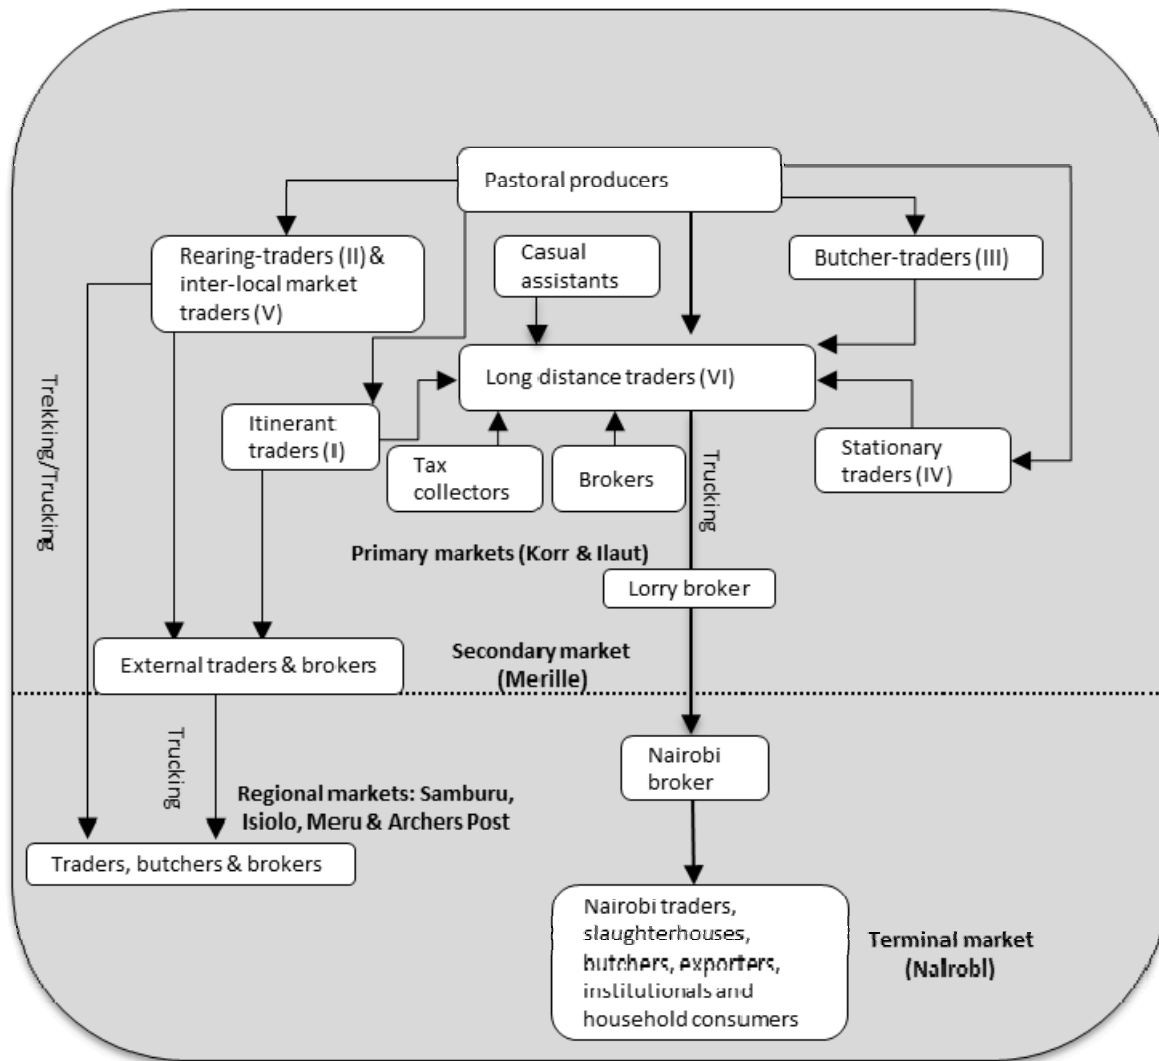 Pastoral producers
Rearing-traders (II) &
inter-local market
traders (V)
Casual
assistants
Butcher-traders (III)
Long distance traders (VI)
Itinerant
traders (I)
Tax
collectors
Brokers
Stationary
traders (IV)
Trekking/Trucking
Trucking
Primary markets (Korr & Ilaut)
Lorry broker
Secondary market
(Merille)
External traders & brokers
Trucking
Nairobi
broker
Regional markets: Samburu,
Isiolo, Meru & Archers Post
Traders, butchers & brokers
Nairobi traders,
slaughterhouses,
butchers, exporters,
institutionals and
household consumers
Terminal market
(Nairobi)